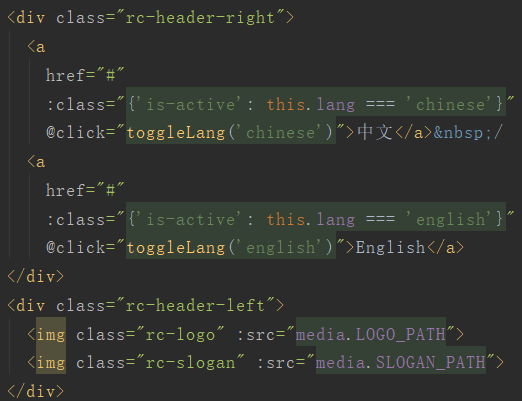 <div class="rc-header-right">
<a
href="#"
:class="{'is-active': this.lang === 'chinese'}"
@click="toggleLang('chinese')">中文</a>&nbsp;/
<a
href="#"
:class="{'is-active': this.lang === 'english'}"
@click="toggleLang('english')">English</a>
</div>
<div class="rc-header-left">
<img class="rc-logo" :src="media.LOGO_PATH">
<img class="rc-slogan" :src="media.SLOGAN_PATH">
</div>